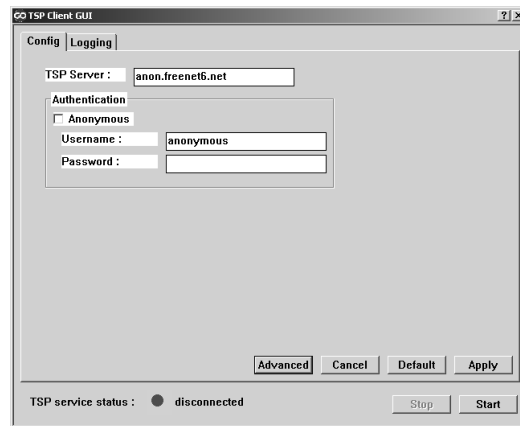 TSP Client GUI
Config Logging
TSP Server : anon.freenet6.net
Authentication
Anonymous
Username : anonymous
Password :
Advanced Cancel Default Apply
TSP service status : disconnected
Stop Start